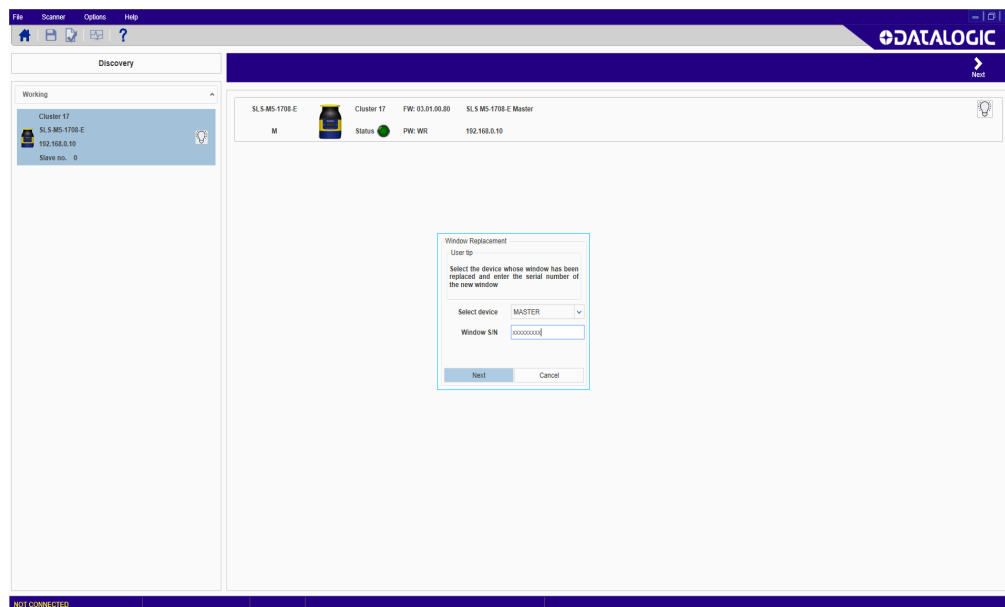 File Scanner Options Help
?
DATALOGIC
Discovery
Next
Working
Cluster 17
SLS-M5-1708-E
192.168.0.10
Slave no. 0
SLS-M5-1708-E Cluster 17 FW: 03.01.00.80 SLS M5-1708-E Master
M Status PW: WR 192.168.0.10
Window Replacement
User tip
Select the device whose window has been
replaced and enter the serial number of
the new window
Select device MASTER
Window S/N xxxxxxxxx
Next Cancel
NOT CONNECTED